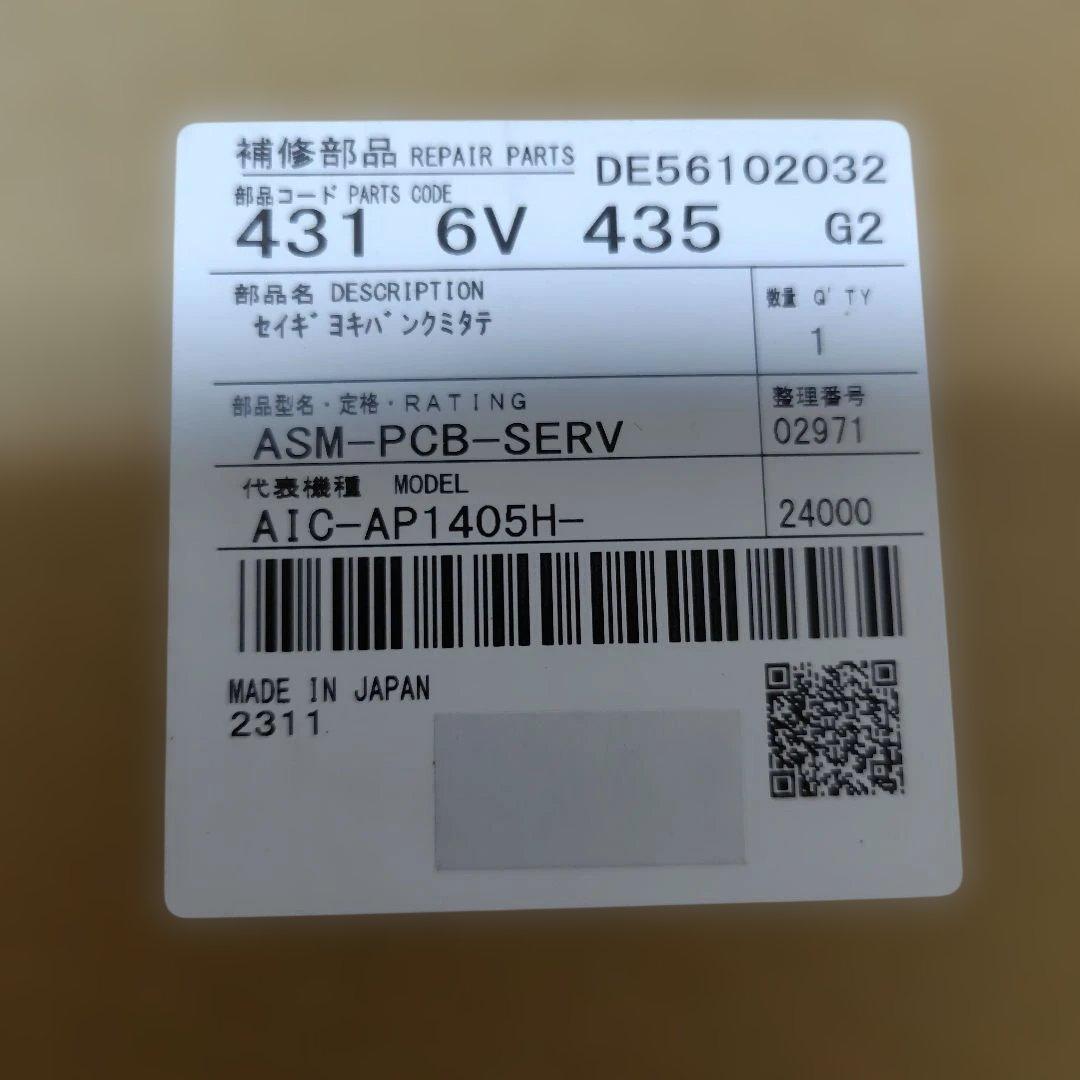 補修部品 REPAIR PARTS DE56102032
部品コード PARTS CODE
431 6V 435 G2
部品名 DESCRIPTION
数量 Q'TY
セイギヨキバンクミタテ
1
部品型名・定格・RATING
整理番号
ASM-PCB-SERV
02971
代表機種 MODEL
AIC-AP1405H-
24000
MADE IN JAPAN
2311